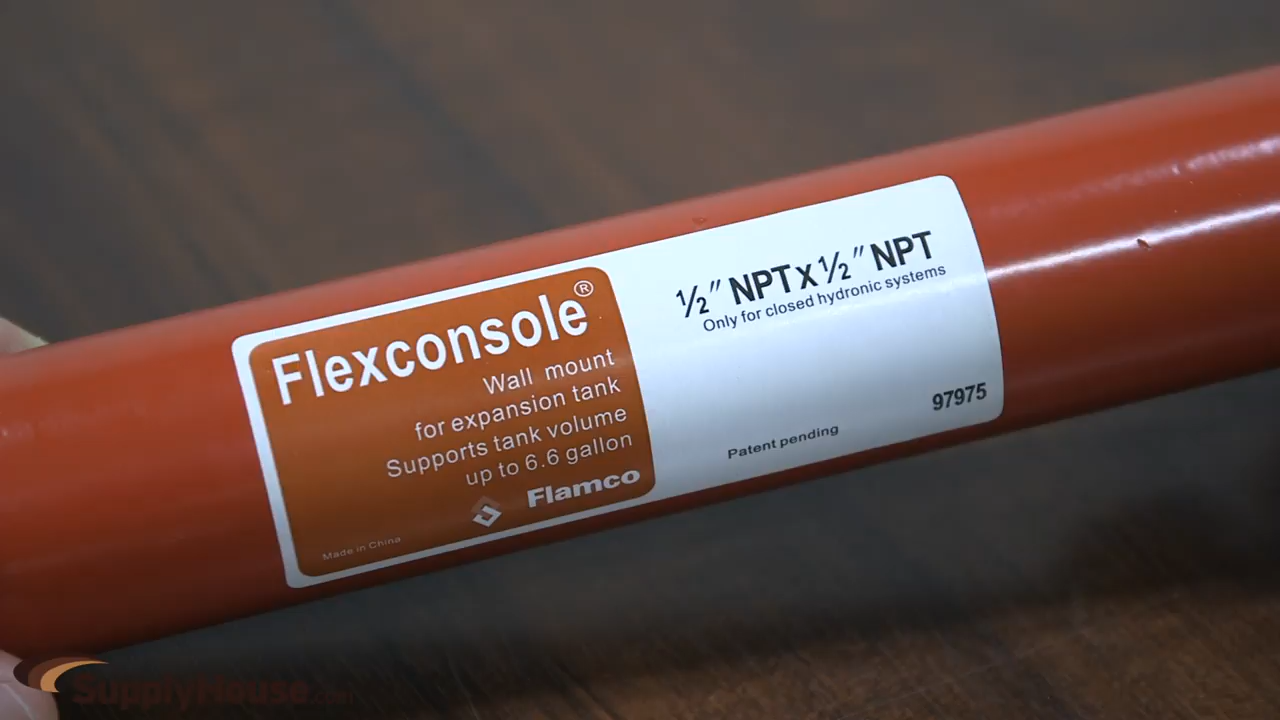 Flexconsole®
Wall mount
for expansion tank
Supports tank volume
up to 6.6 gallon
Flamco
Made in China
½" NPT x ½" NPT
Only for closed hydronic systems
97975
Patent pending
SupplyHouse.com